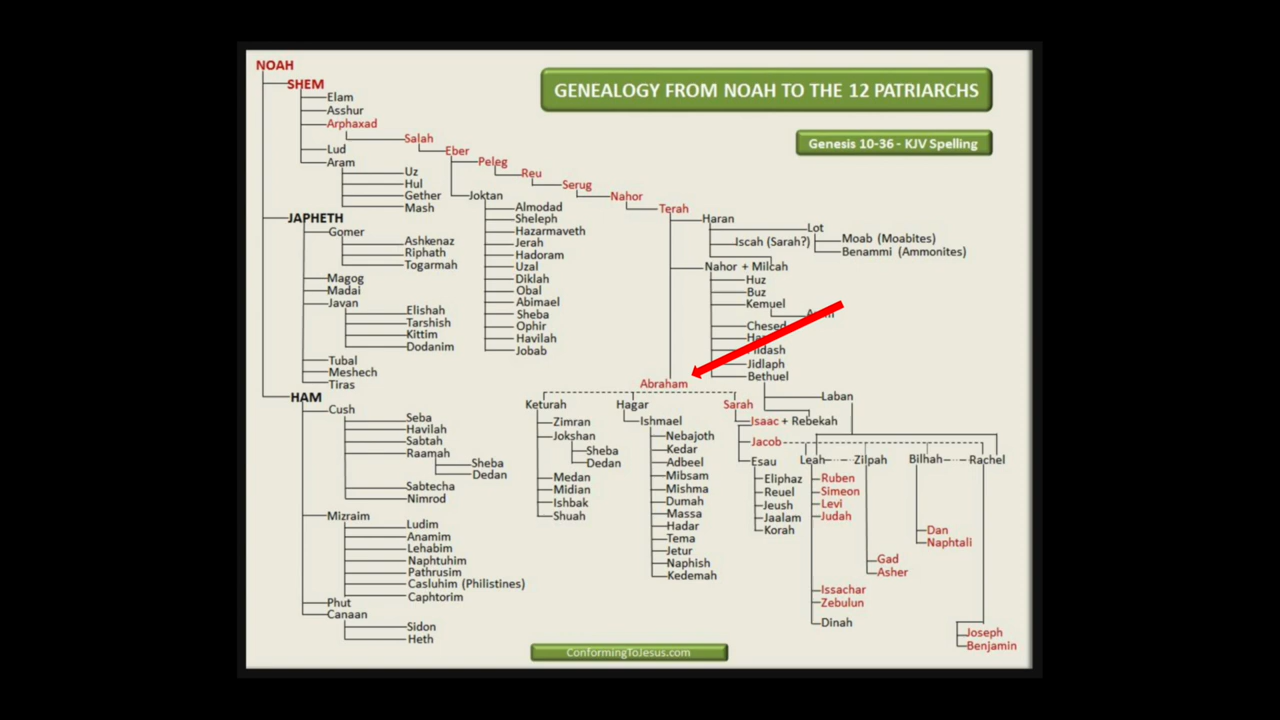 NOAH
GENEALOGY FROM NOAH TO THE 12 PATRIARCHS
Genesis 10-36 - KJV Spelling
SHEM
Elam
Asshur
Arphaxad
Salah
Eber
Peleg
Reu
Serug
Nahor
Terah
Lud
Aram
Uz
Hul
Gether
Mash
Joktan
Almodad
Sheleph
Hazarmaveth
Jerah
Hadoram
Uzal
Diklah
Obal
Abimael
Sheba
Ophir
Havilah
Jobab
Haran
Lot
Iscah (Sarah?)
Moab (Moabites)
Benammi (Ammonites)
Nahor + Milcah
Huz
Buz
Kemuel
Chesed
Jidlaph
Bethuel
Laban
JAPHETH
Gomer
Ashkenaz
Riphath
Togarmah
Magog
Madai
Javan
Elishah
Tarshish
Kittim
Dodanim
Tubal
Meshech
Tiras
HAM
Cush
Seba
Havilah
Sabtah
Raamah
Sheba
Dedan
Sabtecha
Nimrod
Mizraim
Ludim
Anamim
Lehabim
Naphtuhim
Pathrusim
Casluhim (Philistines)
Caphtorim
Phut
Canaan
Sidon
Heth
Abraham
Keturah
Hagar
Sarah
Zimran
Jokshan
Sheba
Dedan
Medan
Midian
Ishbak
Shuah
Ishmael
Nebajoth
Kedar
Adbeel
Mibsam
Mishma
Dumah
Massa
Hadar
Tema
Jetur
Naphish
Kedemah
Isaac + Rebekah
Jacob
Esau
Eliphaz
Reuel
Jeush
Jaalam
Korah
Leah
Zilpah
Bilhah
Rachel
Ruben
Simeon
Levi
Judah
Issachar
Zebulun
Dinah
Gad
Asher
Dan
Naphtali
Joseph
Benjamin
ConformingToJesus.com